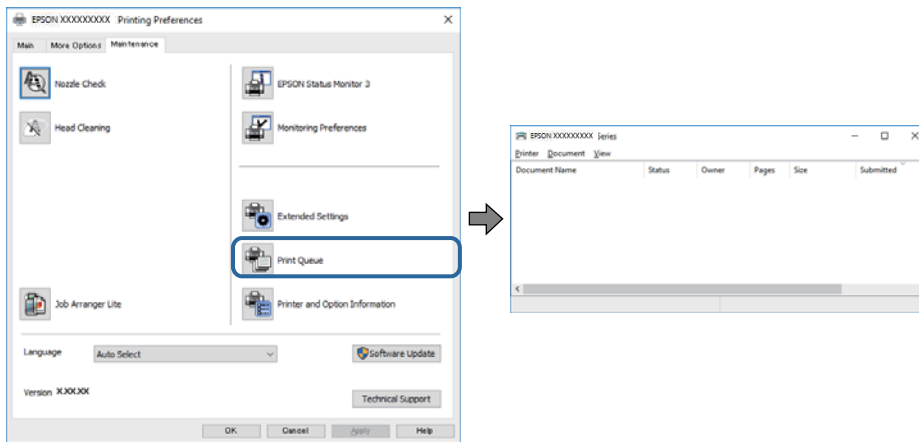 EPSON XXXXXXXXX Printing Preferences
Main More Options Maintenance
Nozzle Check
EPSON Status Monitor 3
Head Cleaning
Monitoring Preferences
Extended Settings
Print Queue
Job Arranger Lite
Printer and Option Information
Language Auto Select
Software Update
Version X.XX.XX
Technical Support
OK Cancel Apply Help
EPSON XXXXXXXXX Series
Printer Document View
Document Name Status Owner Pages Size Submitted